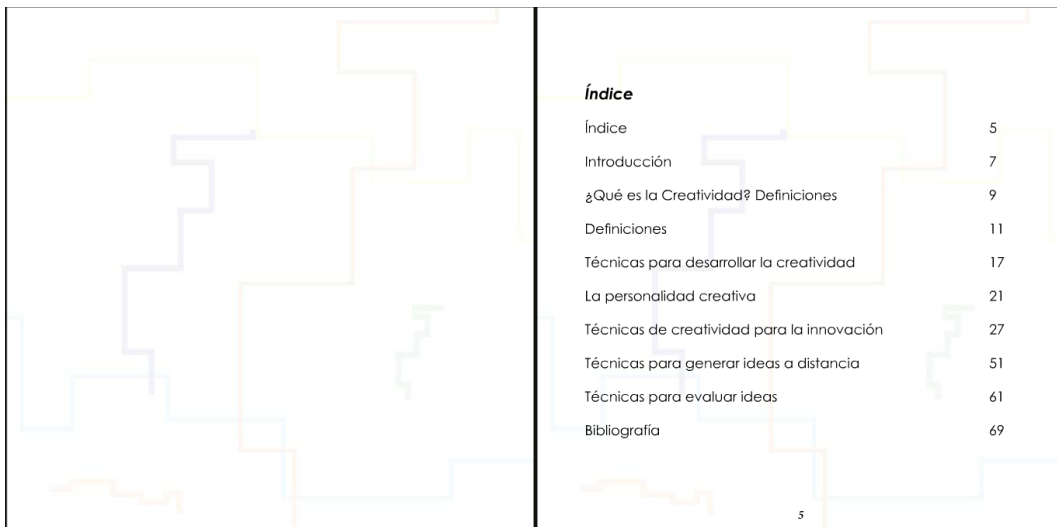 Índice
Índice 5
Introducción 7
¿Qué es la Creatividad? Definiciones 9
Definiciones 11
Técnicas para desarrollar la creatividad 17
La personalidad creativa 21
Técnicas de creatividad para la innovación 27
Técnicas para generar ideas a distancia 51
Técnicas para evaluar ideas 61
Bibliografía 69
5